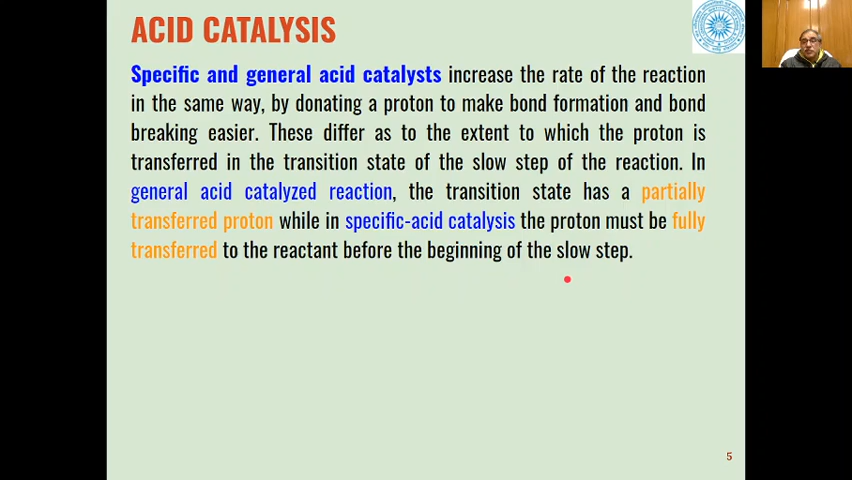 ACID CATALYSIS
Specific and general acid catalysts increase the rate of the reaction
in the same way, by donating a proton to make bond formation and bond
breaking easier. These differ as to the extent to which the proton is
transferred in the transition state of the slow step of the reaction. In
general acid catalyzed reaction, the transition state has a partially
transferred proton while in specific-acid catalysis the proton must be fully
transferred to the reactant before the beginning of the slow step.
5